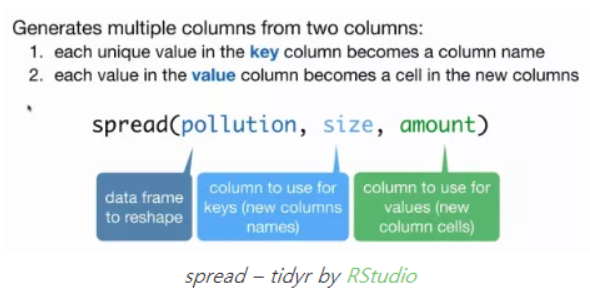 Generates multiple columns from two columns:
1. each unique value in the key column becomes a column name
2. each value in the value column becomes a cell in the new columns
spread(pollution, size, amount)
data frame
to reshape
column to use for
keys (new columns
names)
column to use for
values (new
column cells)
spread – tidyr by RStudio